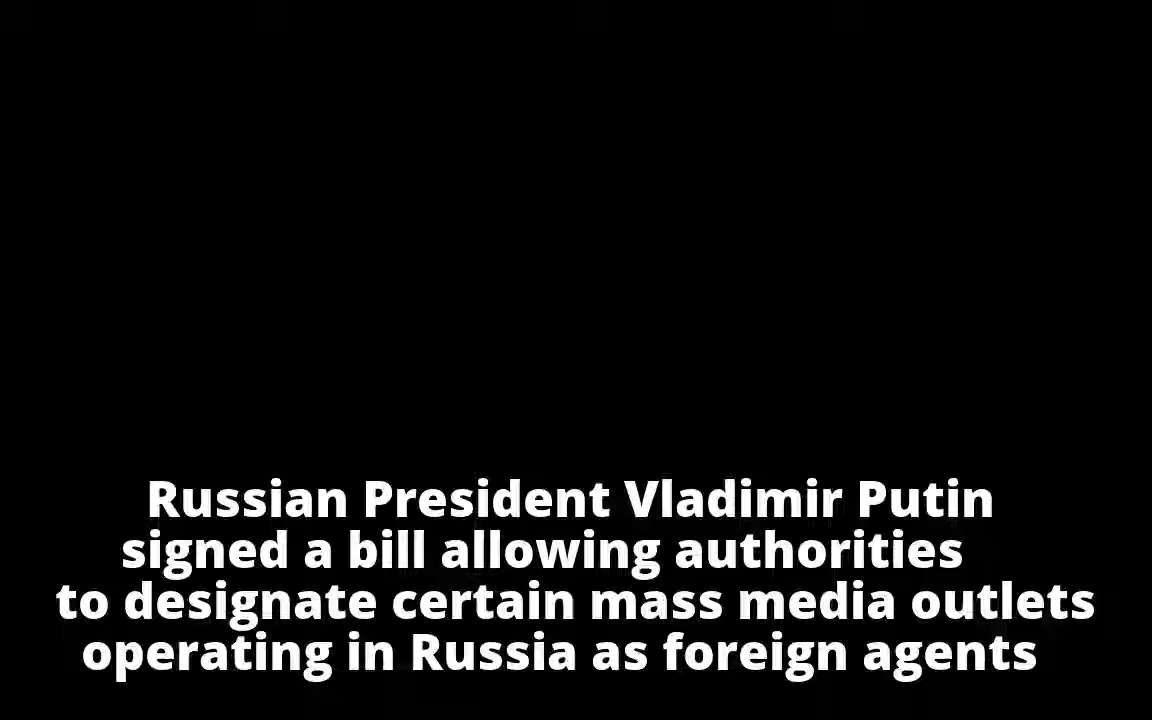 Russian President Vladimir Putin
signed a bill allowing authorities
to designate certain mass media outlets
operating in Russia as foreign agents